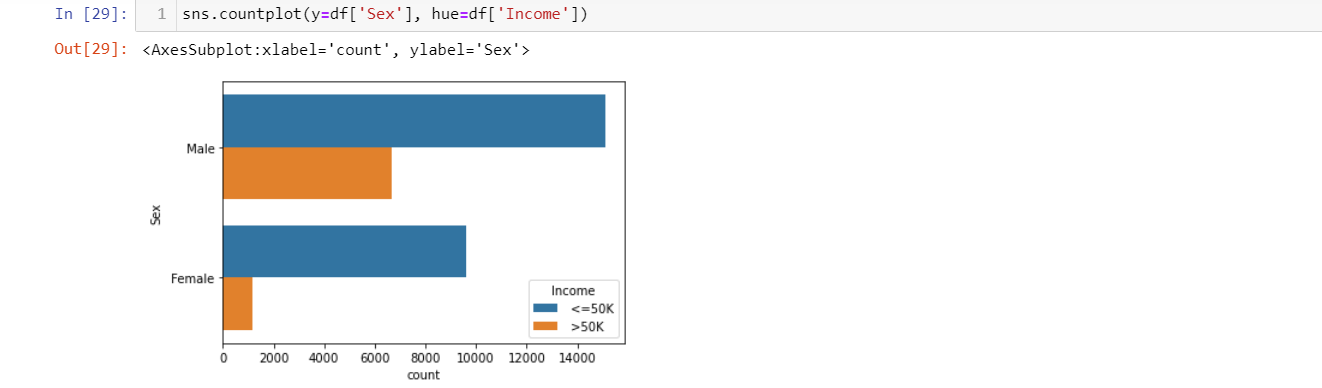 In [29]: 1 sns.countplot(y=df['Sex'], hue=df['Income'])
Out[29]: <AxesSubplot:xlabel='count', ylabel='Sex'>
Male
Sex
Female
Income
<=50K
>50K
0 2000 4000 6000 8000 10000 12000 14000
count